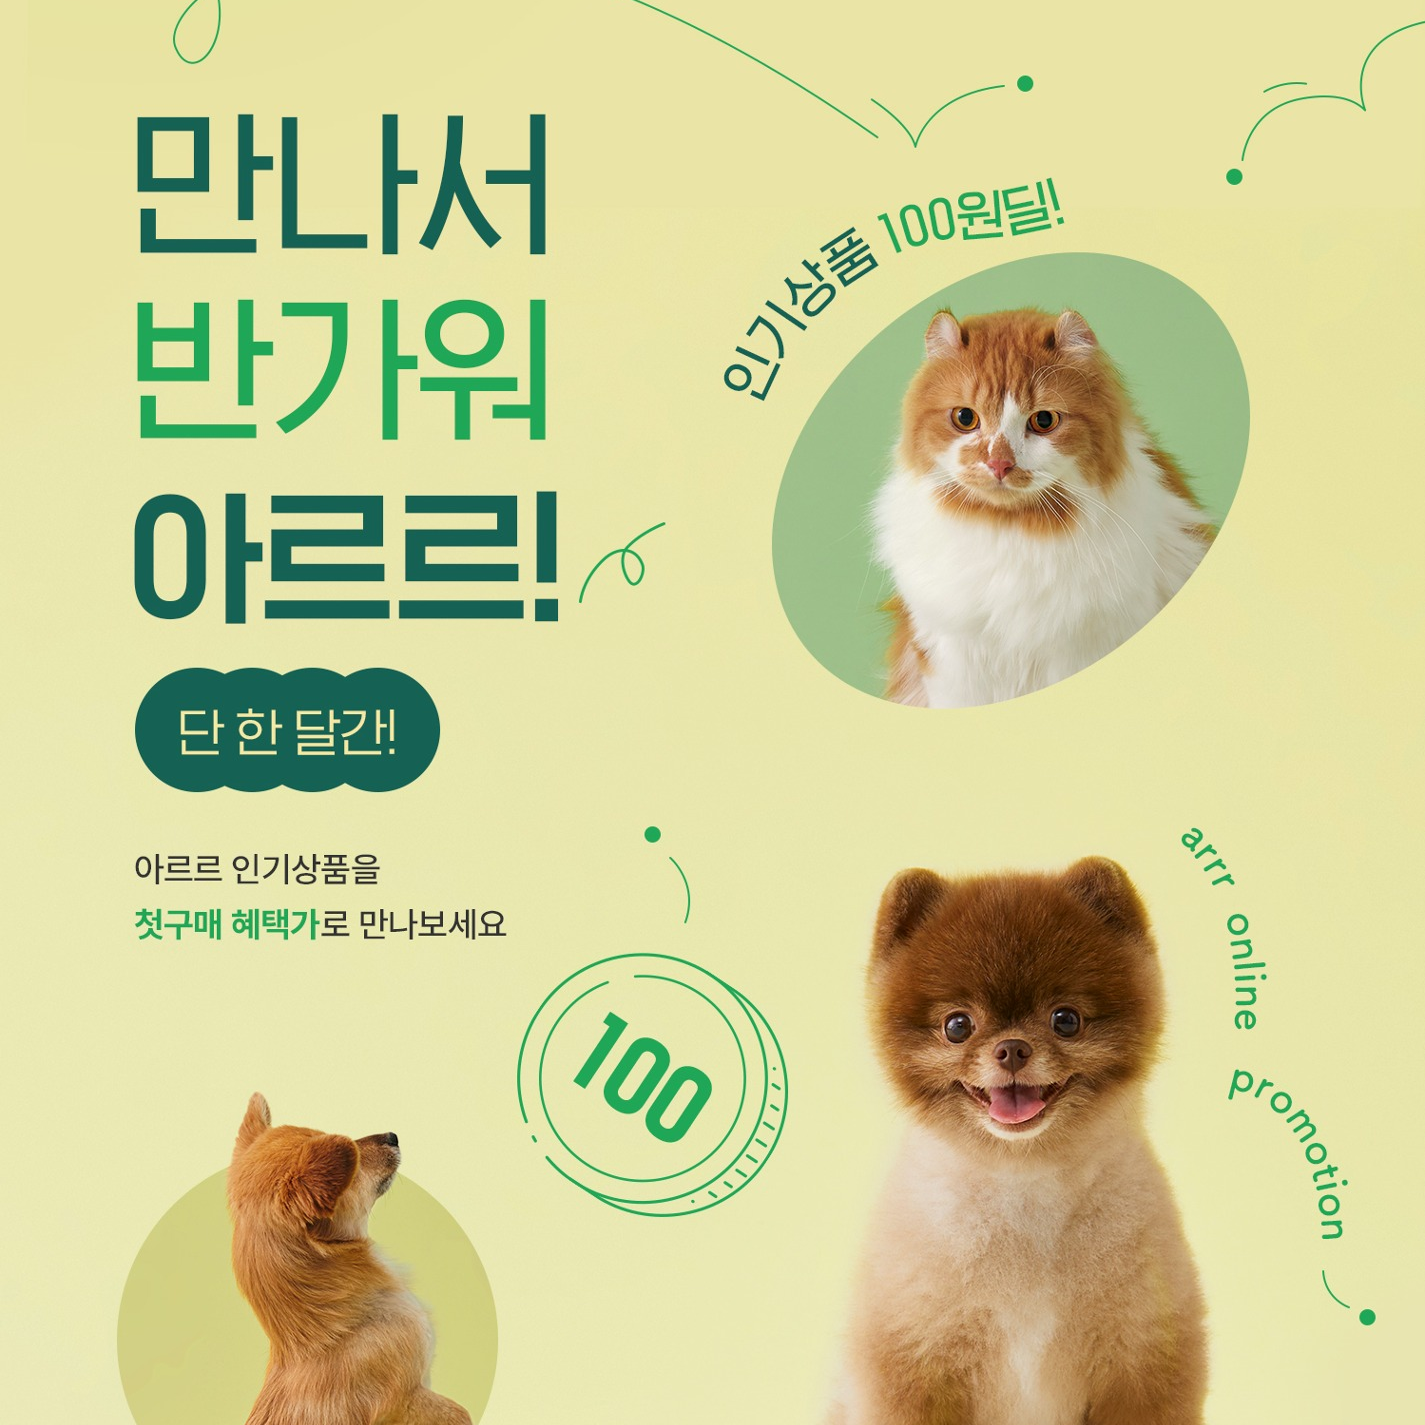 만나서
반가워
아르르!
단 한 달간!
아르르 인기상품을
첫구매 혜택가로 만나보세요
인기상품 100원딜!
100
arrr online promotion